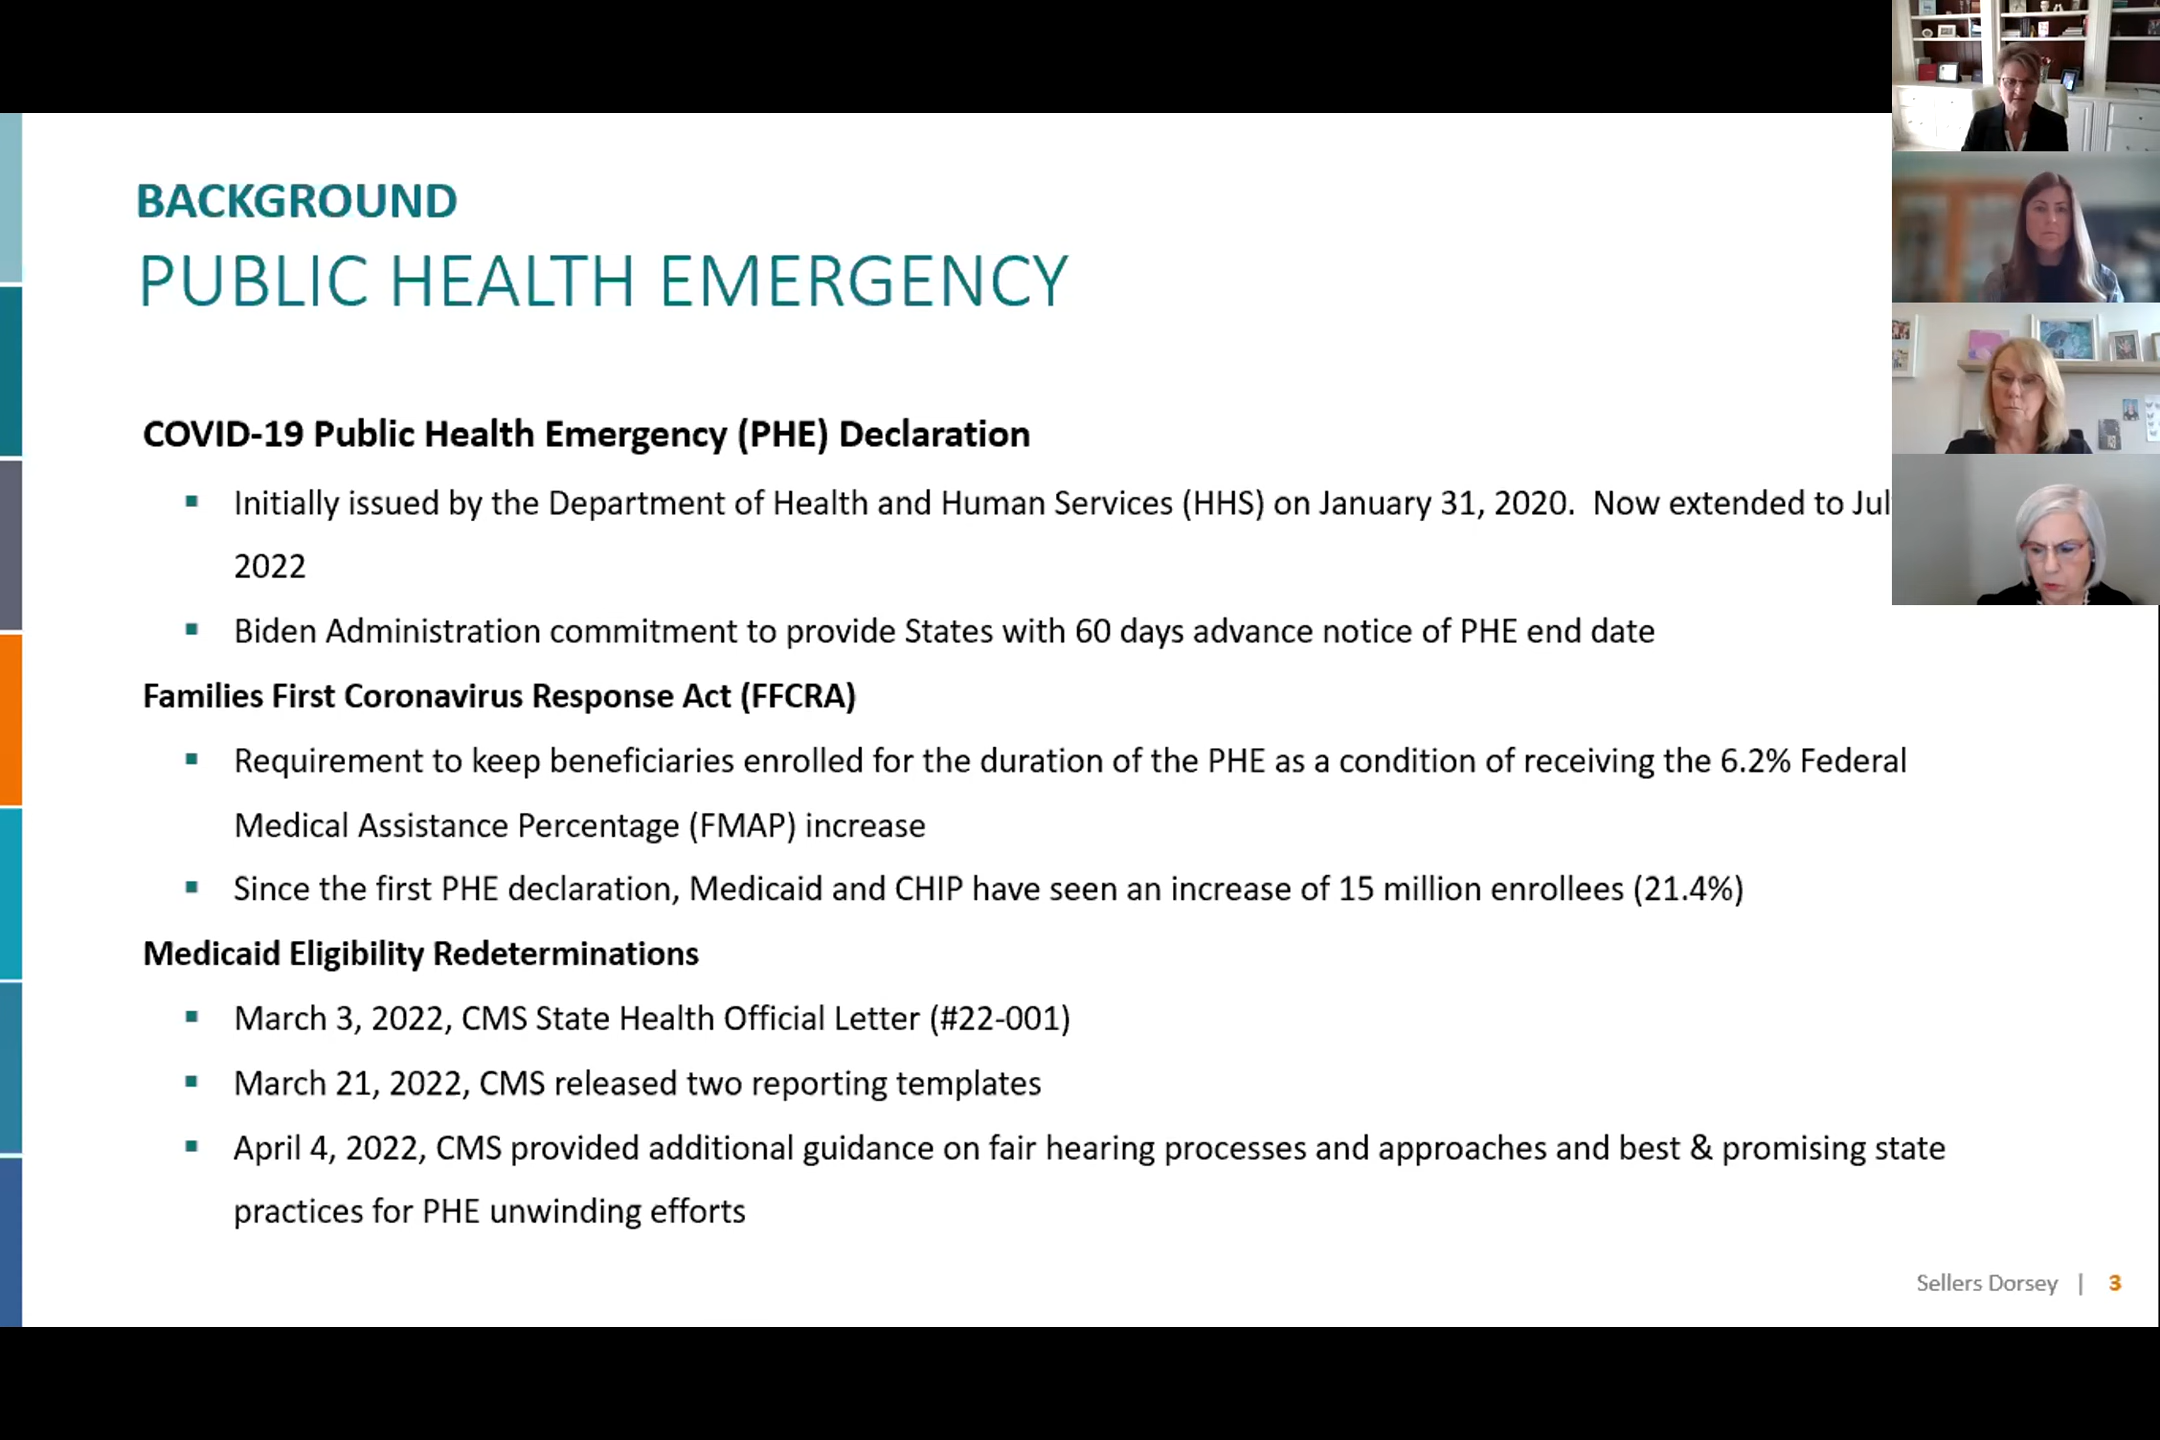 BACKGROUND
PUBLIC HEALTH EMERGENCY
COVID-19 Public Health Emergency (PHE) Declaration
▪ Initially issued by the Department of Health and Human Services (HHS) on January 31, 2020.  Now extended to Jul
2022
▪ Biden Administration commitment to provide States with 60 days advance notice of PHE end date
Families First Coronavirus Response Act (FFCRA)
▪ Requirement to keep beneficiaries enrolled for the duration of the PHE as a condition of receiving the 6.2% Federal
Medical Assistance Percentage (FMAP) increase
▪ Since the first PHE declaration, Medicaid and CHIP have seen an increase of 15 million enrollees (21.4%)
Medicaid Eligibility Redeterminations
▪ March 3, 2022, CMS State Health Official Letter (#22-001)
▪ March 21, 2022, CMS released two reporting templates
▪ April 4, 2022, CMS provided additional guidance on fair hearing processes and approaches and best & promising state
practices for PHE unwinding efforts
Sellers Dorsey | 3